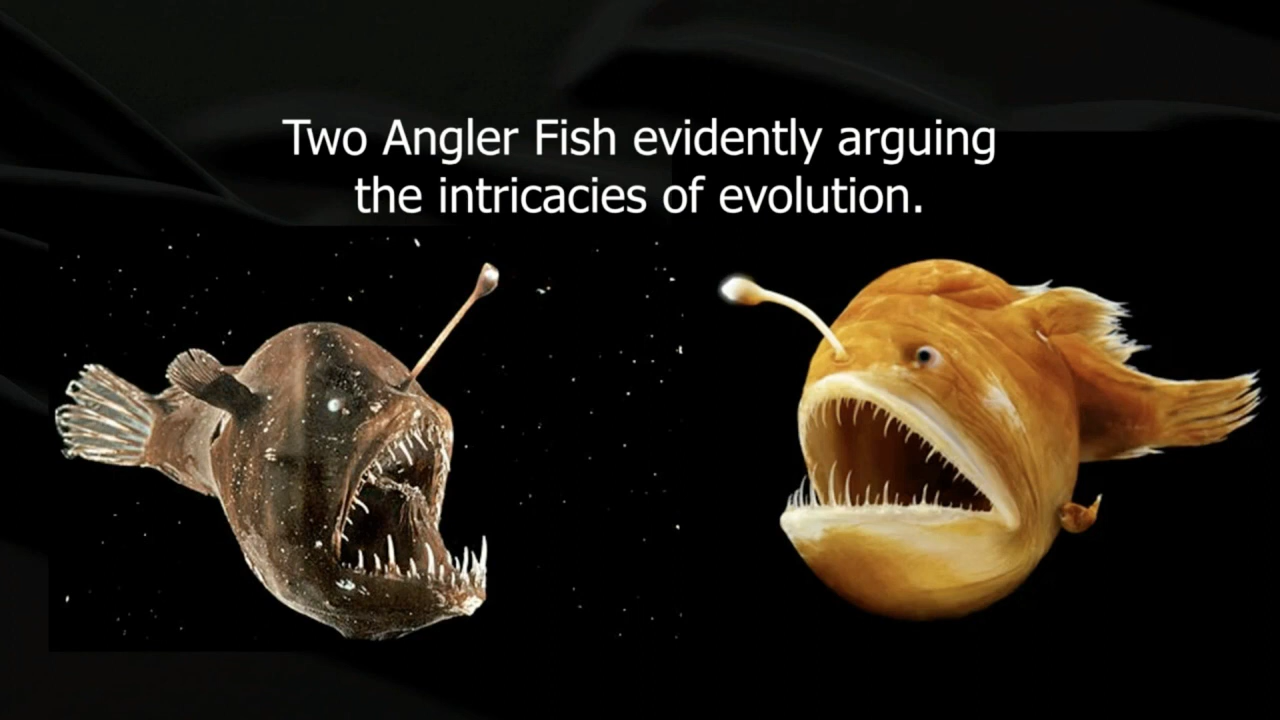 Two Angler Fish evidently arguing
the intricacies of evolution.